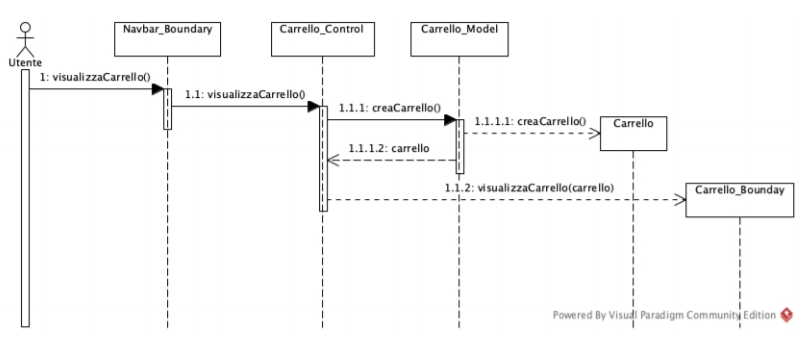 Navbar_Boundary
Carrello_Control
Carrello_Model
Utente
1: visualizzaCarrello()
1.1: visualizzaCarrello()
1.1.1: creaCarrello()
1.1.1.1: creaCarrello()
Carrello
1.1.1.2: carrello
1.1.2: visualizzaCarrello(carrello)
Carrello_Bounday
Powered By Visual Paradigm Community Edition